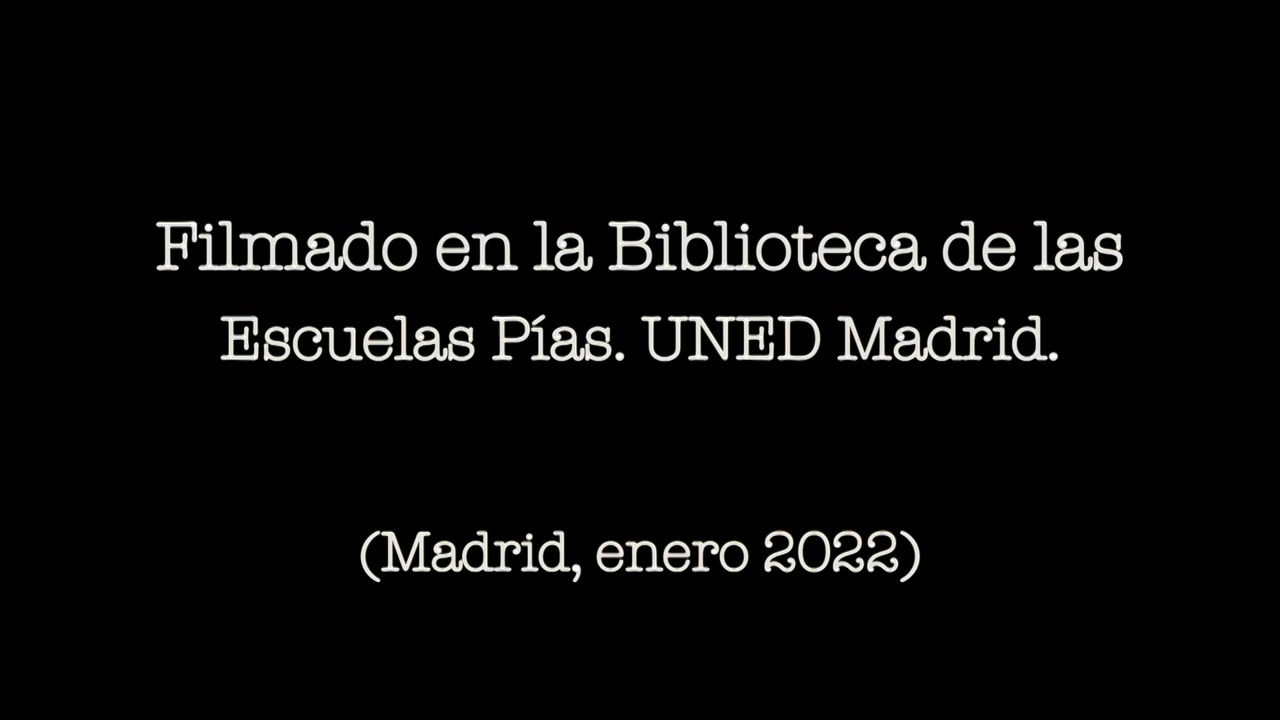 Filmado en la Biblioteca de las
Escuelas Pías. UNED Madrid.
(Madrid, enero 2022)